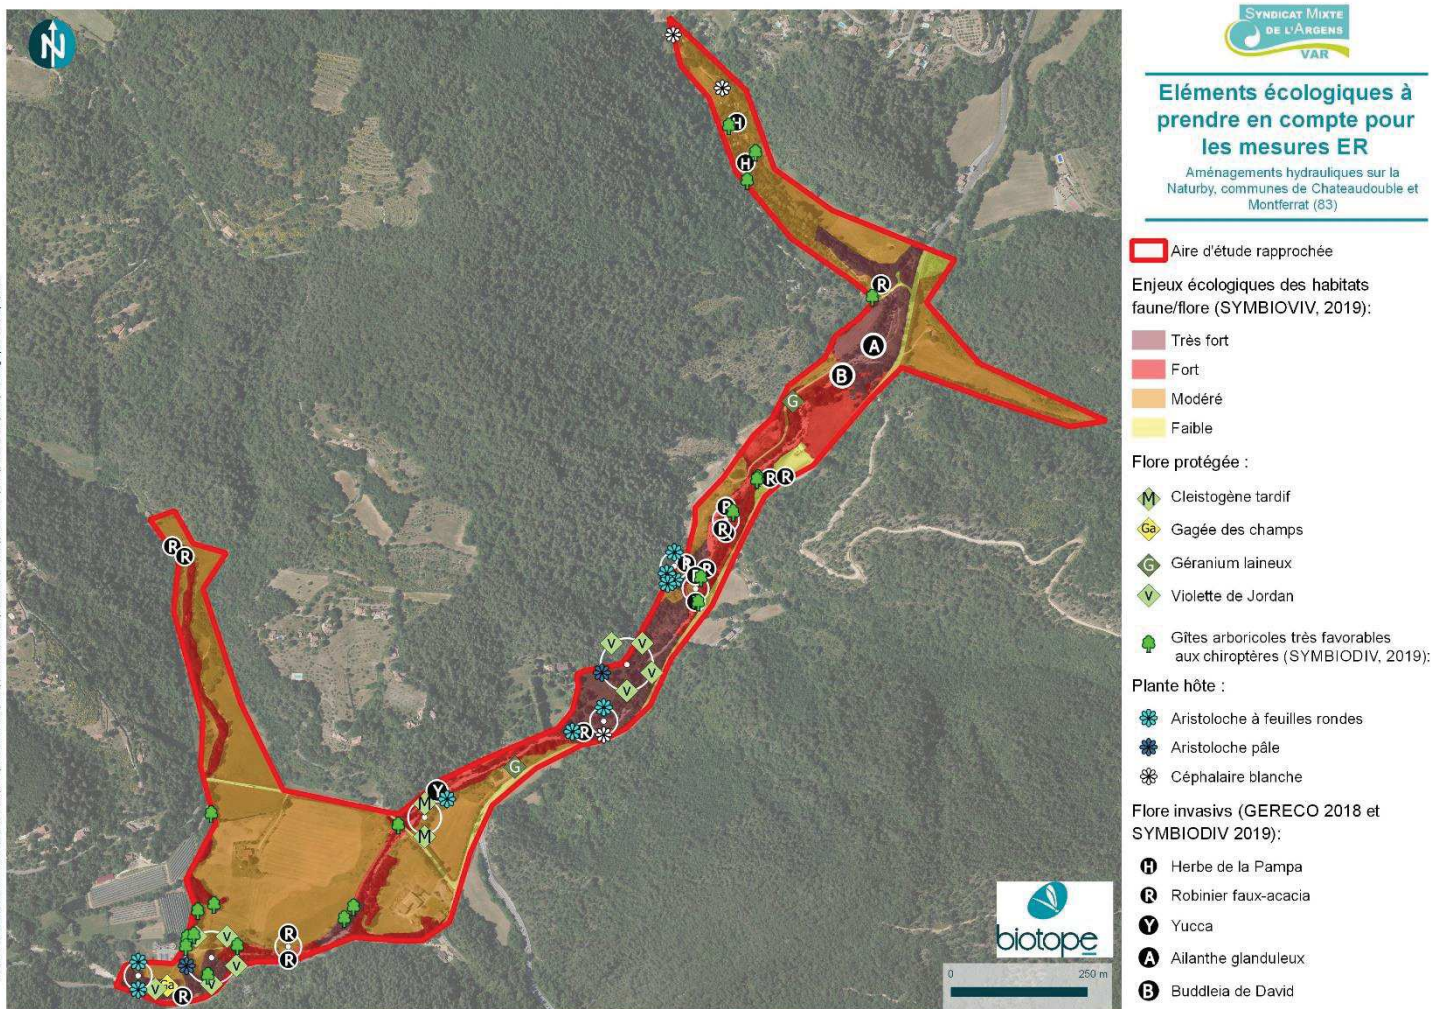 N
SYNDICAT MIXTE
DE L'ARGENS
VAR
Eléments écologiques à
prendre en compte pour
les mesures ER
Aménagements hydrauliques sur la
Naturby, communes de Chateaudouble et
Montferrat (83)
Aire d'étude rapprochée
Enjeux écologiques des habitats
faune/flore (SYMBIOVIV, 2019):
Très fort
Fort
Modéré
Faible
Flore protégée :
M Cleistogène tardif
Ga Gagée des champs
G Géranium laineux
V Violette de Jordan
Gîtes arboricoles très favorables
aux chiroptères (SYMBIODIV, 2019):
Plante hôte :
Aristoloche à feuilles rondes
Aristoloche pâle
Céphalaire blanche
Flore invasivs (GERECO 2018 et
SYMBIODIV 2019):
H Herbe de la Pampa
R Robinier faux-acacia
Y Yucca
A Ailanthe glanduleux
B Buddleia de David
H
H
R
A
B
G
R R
R
R
R
R
R
V V
V
V
R
G
Y
M
M
R
R
R
R
V
V
V
V
Ga
R
biotope
0 250 m